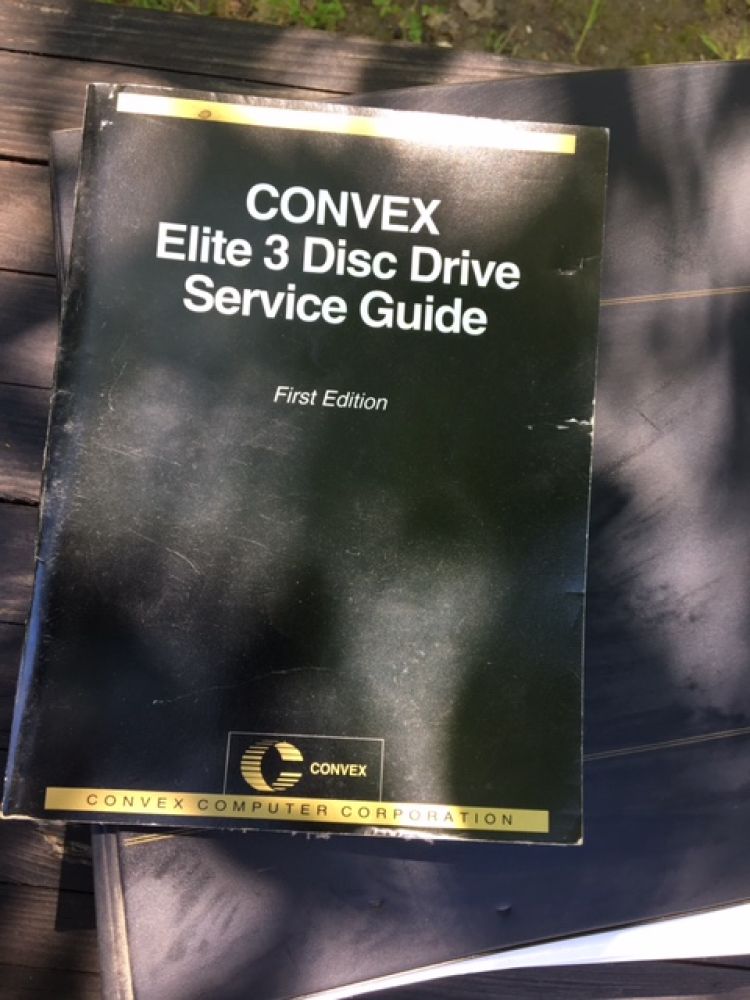 CONVEX
Elite 3 Disc Drive
Service Guide
First Edition
CONVEX
CONVEX COMPUTER CORPORATION